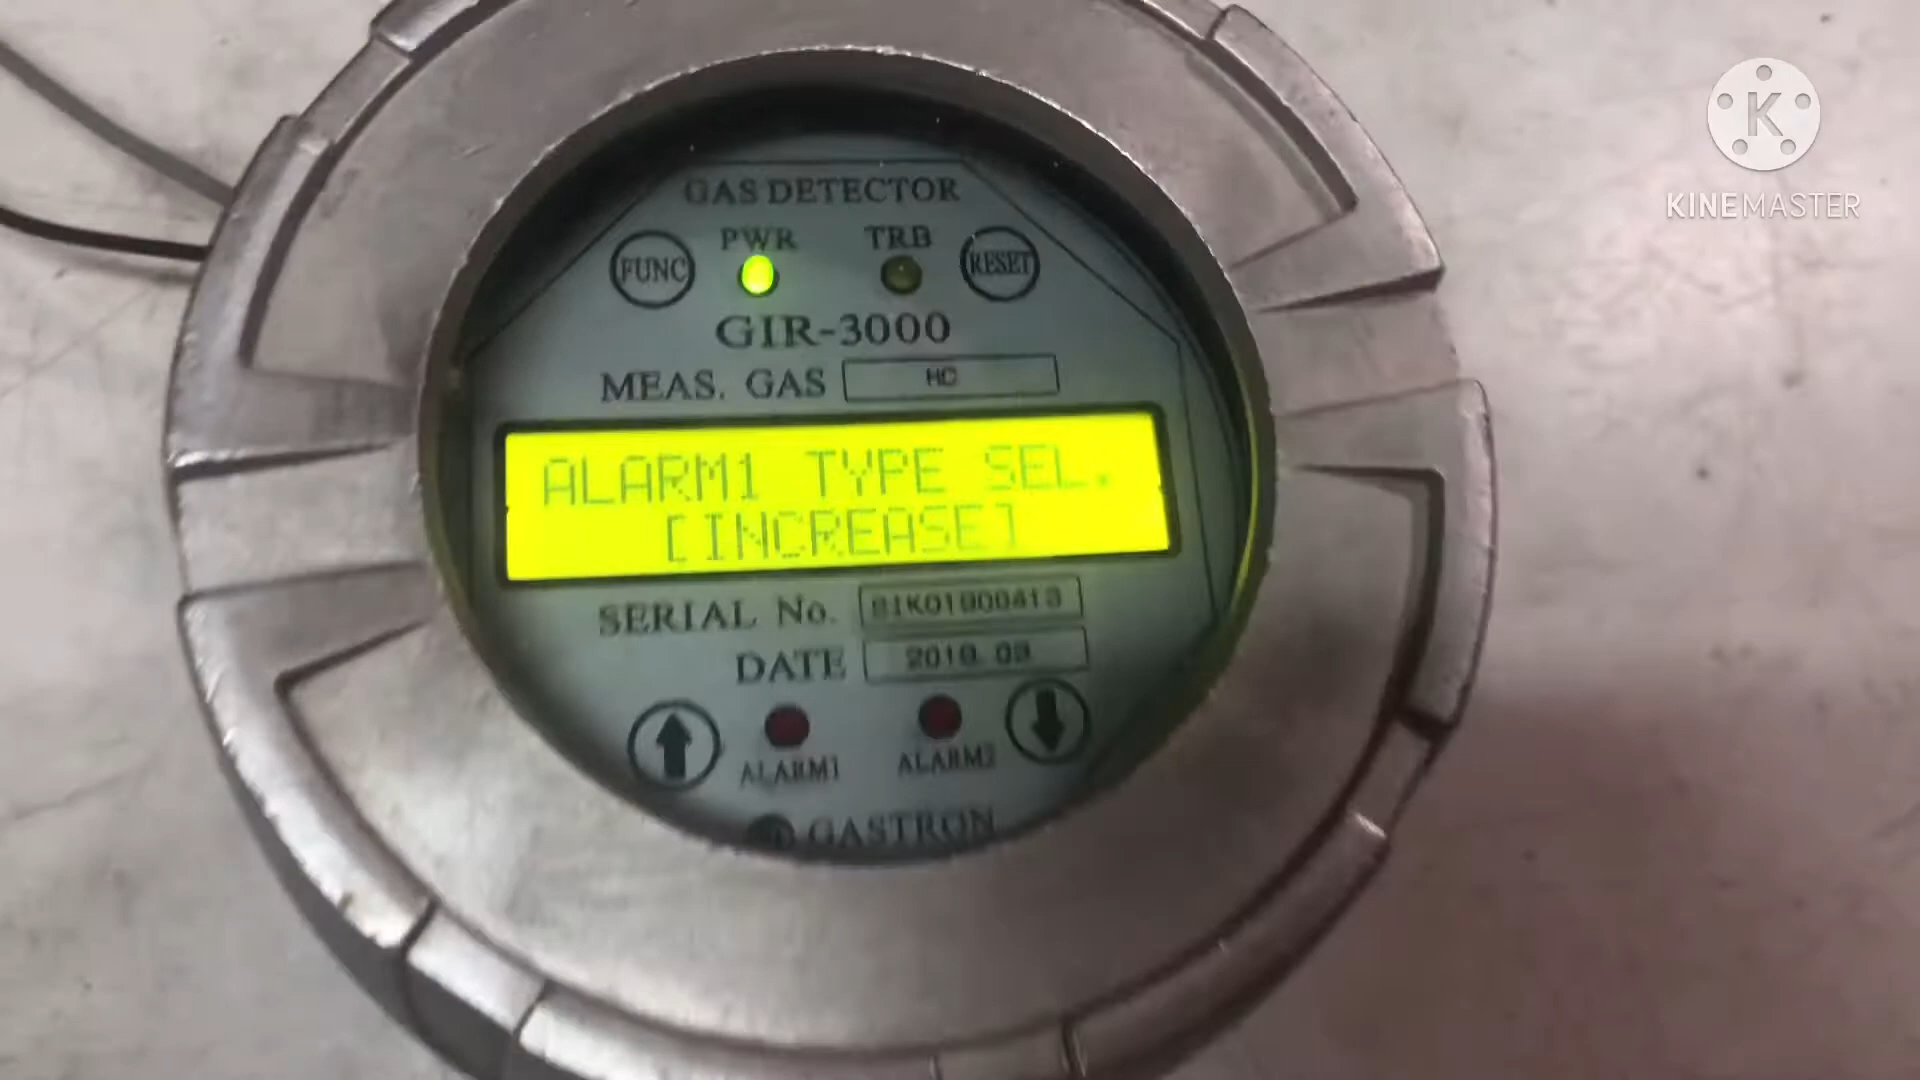 GAS DETECTOR
PWR TRB
FUNC RESET
GIR-3000
MEAS. GAS HC
ALARM1 TYPE SEL.
[INCREASE]
SERIAL No.
DATE
ALARM1 ALARM2
GASTRON
K
KINEMASTER